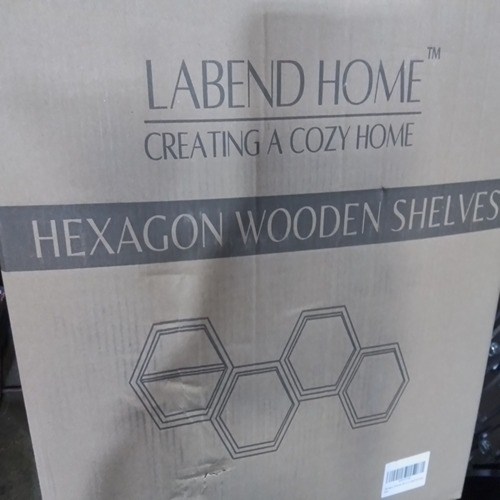 LABEND HOME™
CREATING A COZY HOME
HEXAGON WOODEN SHELVES